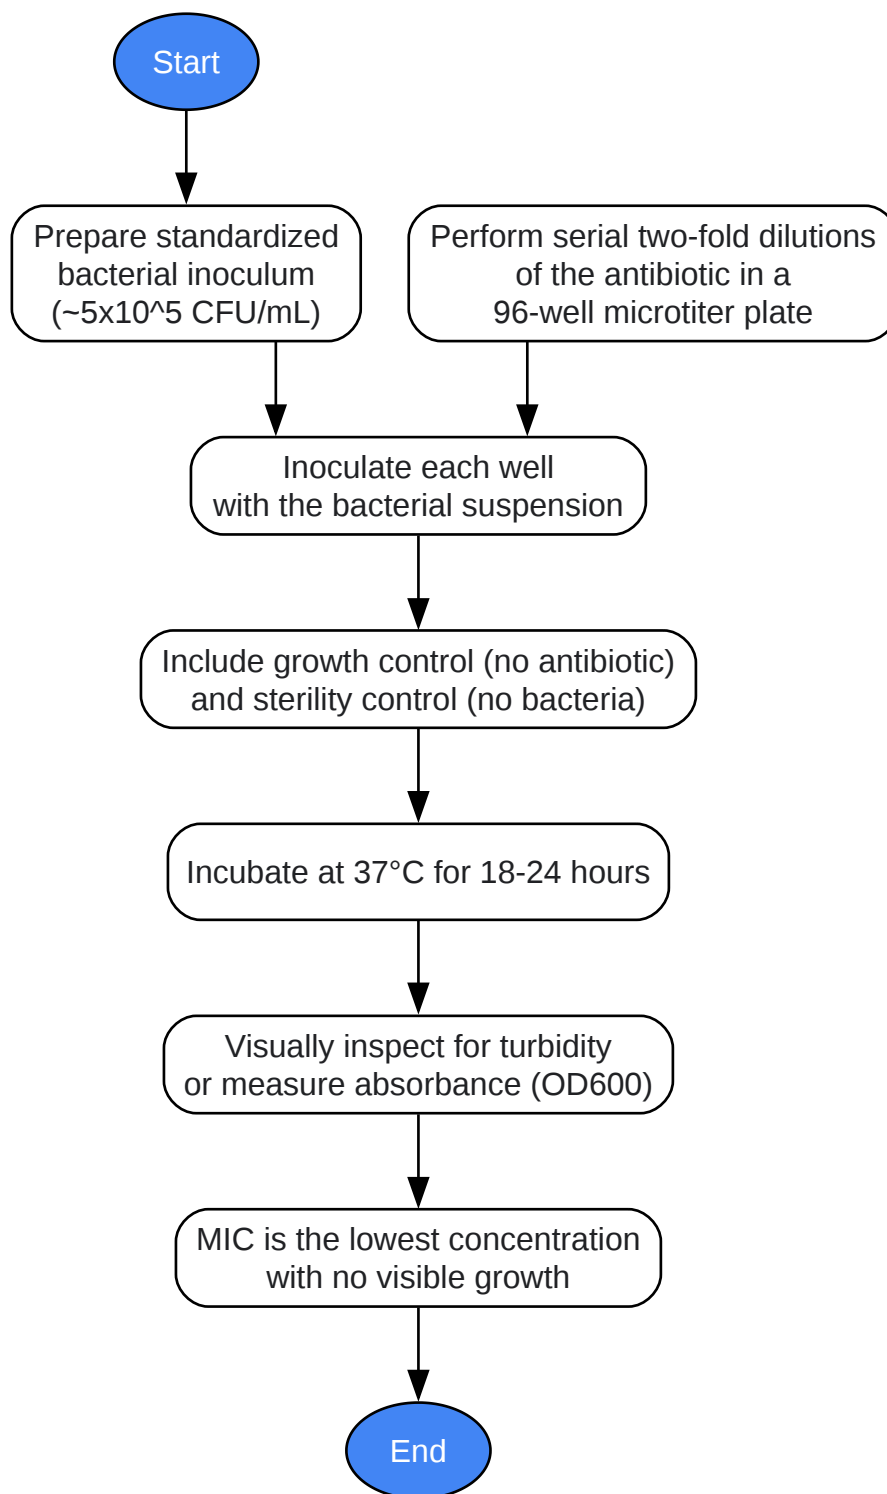 Start
Prepare standardized
bacterial inoculum
(~5x10^5 CFU/mL)
Perform serial two-fold dilutions
of the antibiotic in a
96-well microtiter plate
Inoculate each well
with the bacterial suspension
Include growth control (no antibiotic)
and sterility control (no bacteria)
Incubate at 37°C for 18-24 hours
Visually inspect for turbidity
or measure absorbance (OD600)
MIC is the lowest concentration
with no visible growth
End